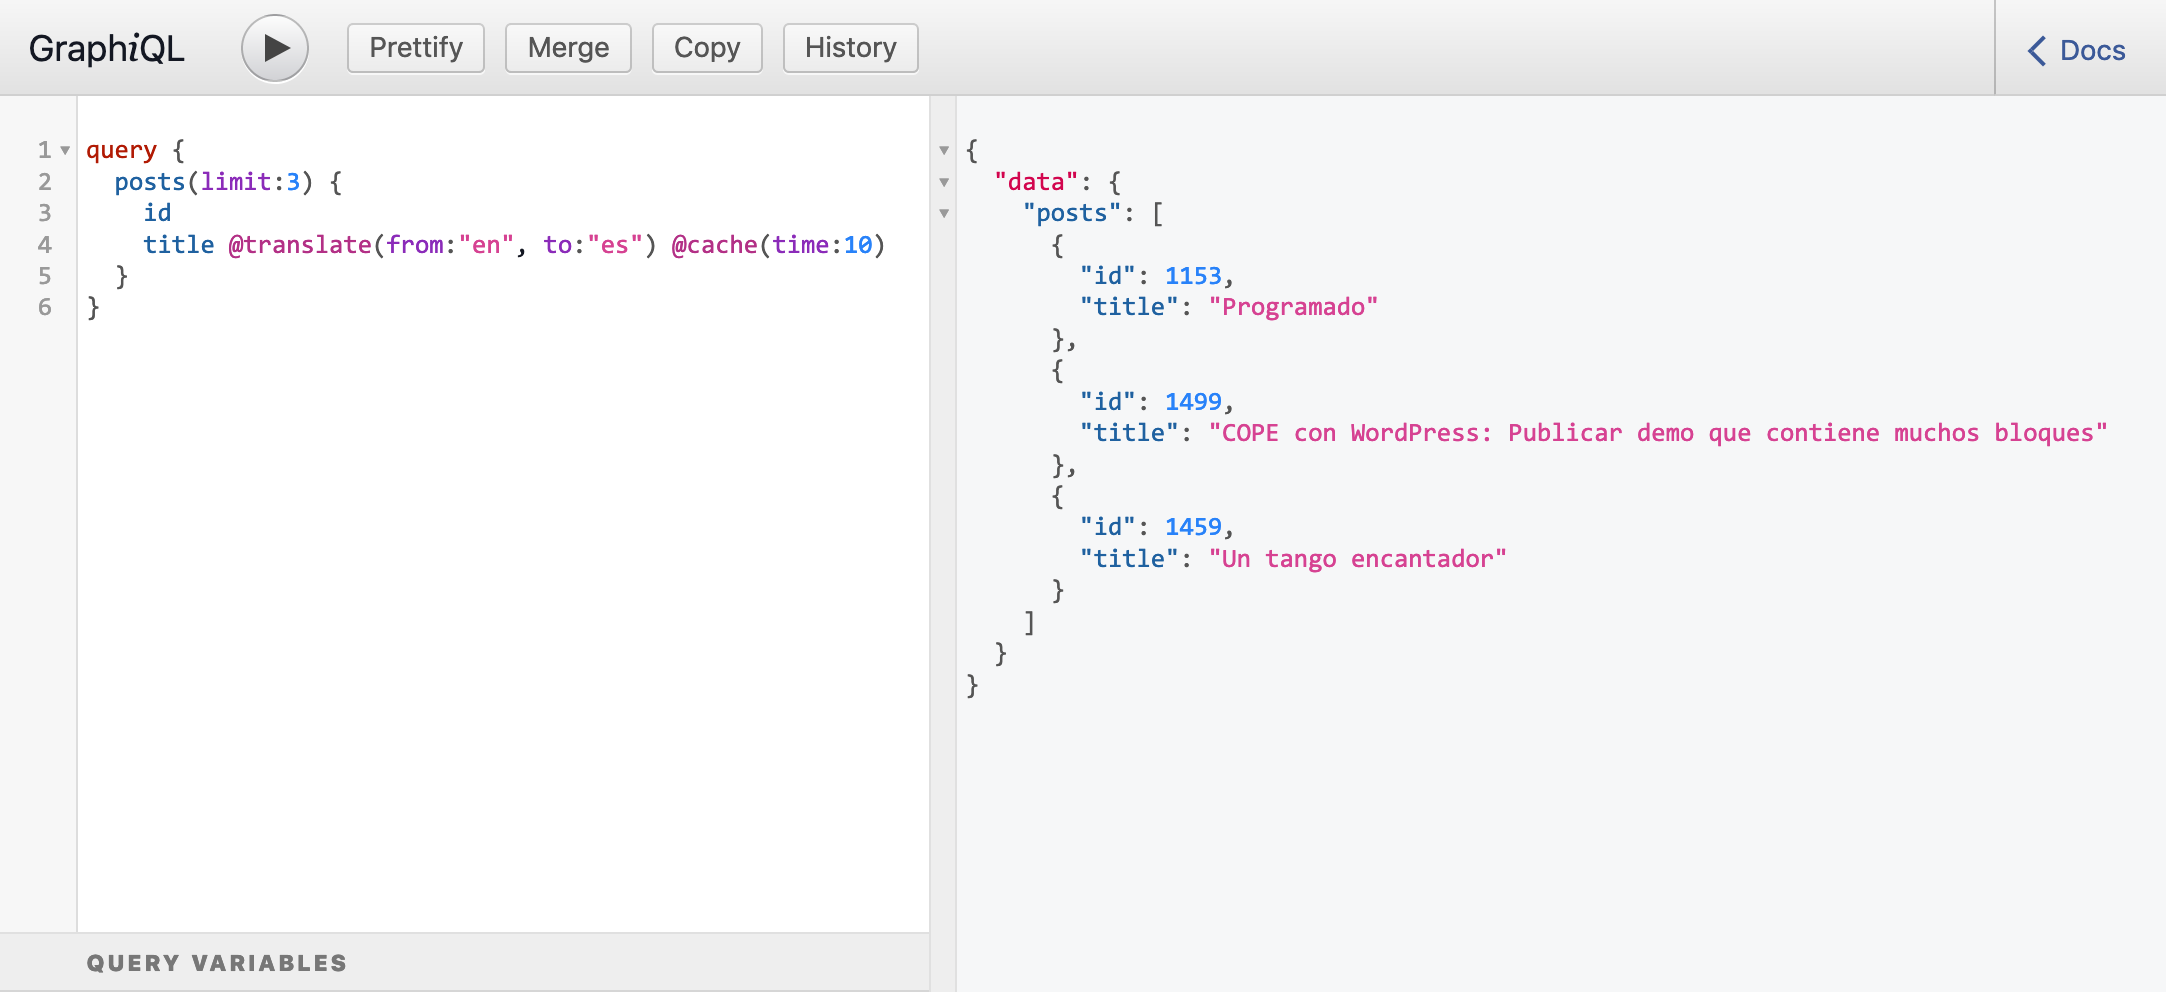 GraphiQL Prettify Merge Copy History Docs
1 query {
2 posts(limit:3) {
3 id
4 title @translate(from:"en", to:"es") @cache(time:10)
5 }
6 }
QUERY VARIABLES
{
"data": {
"posts": [
{
"id": 1153,
"title": "Programado"
},
{
"id": 1499,
"title": "COPE con WordPress: Publicar demo que contiene muchos bloques"
},
{
"id": 1459,
"title": "Un tango encantador"
}
]
}
}